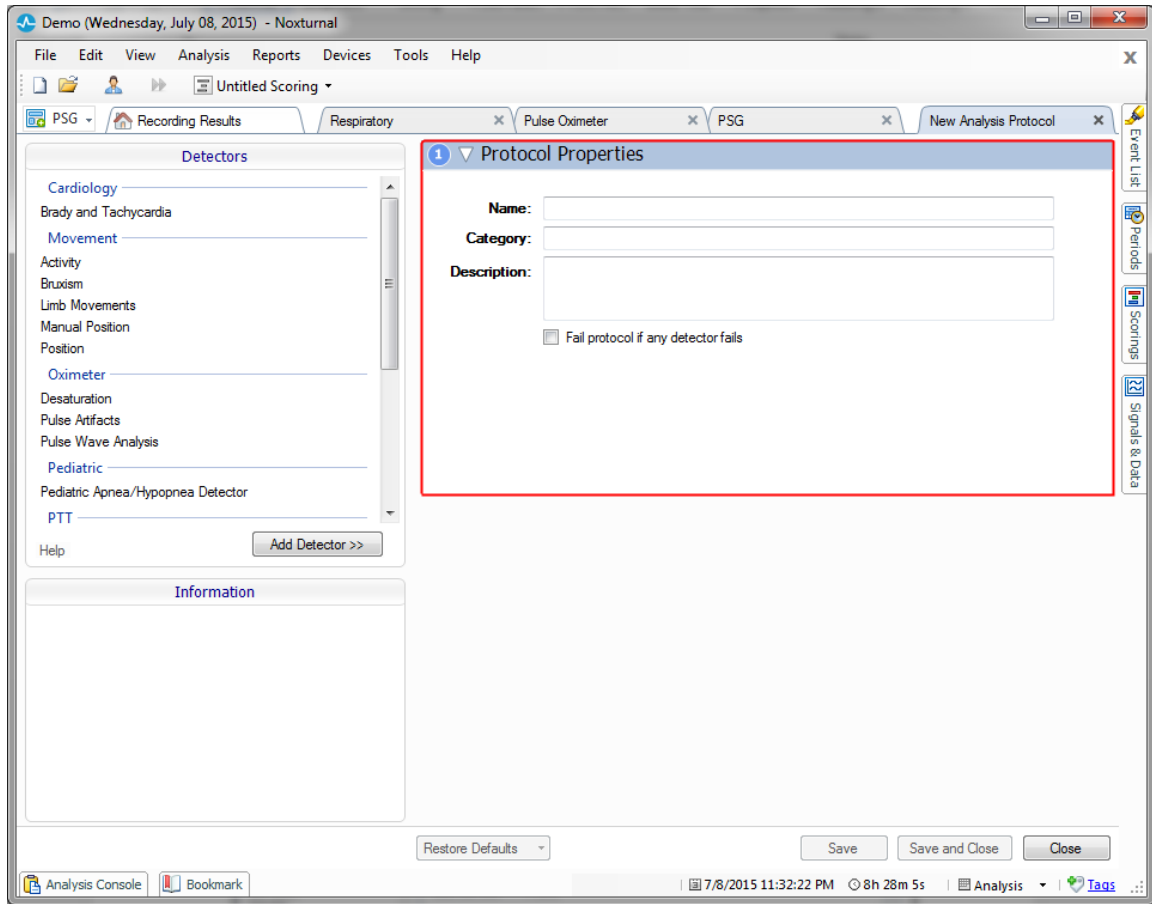 Demo (Wednesday, July 08, 2015) - Noxturnal
File Edit View Analysis Reports Devices Tools Help
Untitled Scoring
PSG Recording Results Respiratory Pulse Oximeter PSG New Analysis Protocol
Detectors
Cardiology
Brady and Tachycardia
Movement
Activity
Bruxism
Limb Movements
Manual Position
Position
Oximeter
Desaturation
Pulse Artifacts
Pulse Wave Analysis
Pediatric
Pediatric Apnea/Hypopnea Detector
PTT
Help Add Detector >>
Information
1 Protocol Properties
Name:
Category:
Description:
Fail protocol if any detector fails
Event List
Periods
Scorings
Signals & Data
Restore Defaults Save Save and Close Close
Analysis Console Bookmark 7/8/2015 11:32:22 PM 8h 28m 5s Analysis Tags